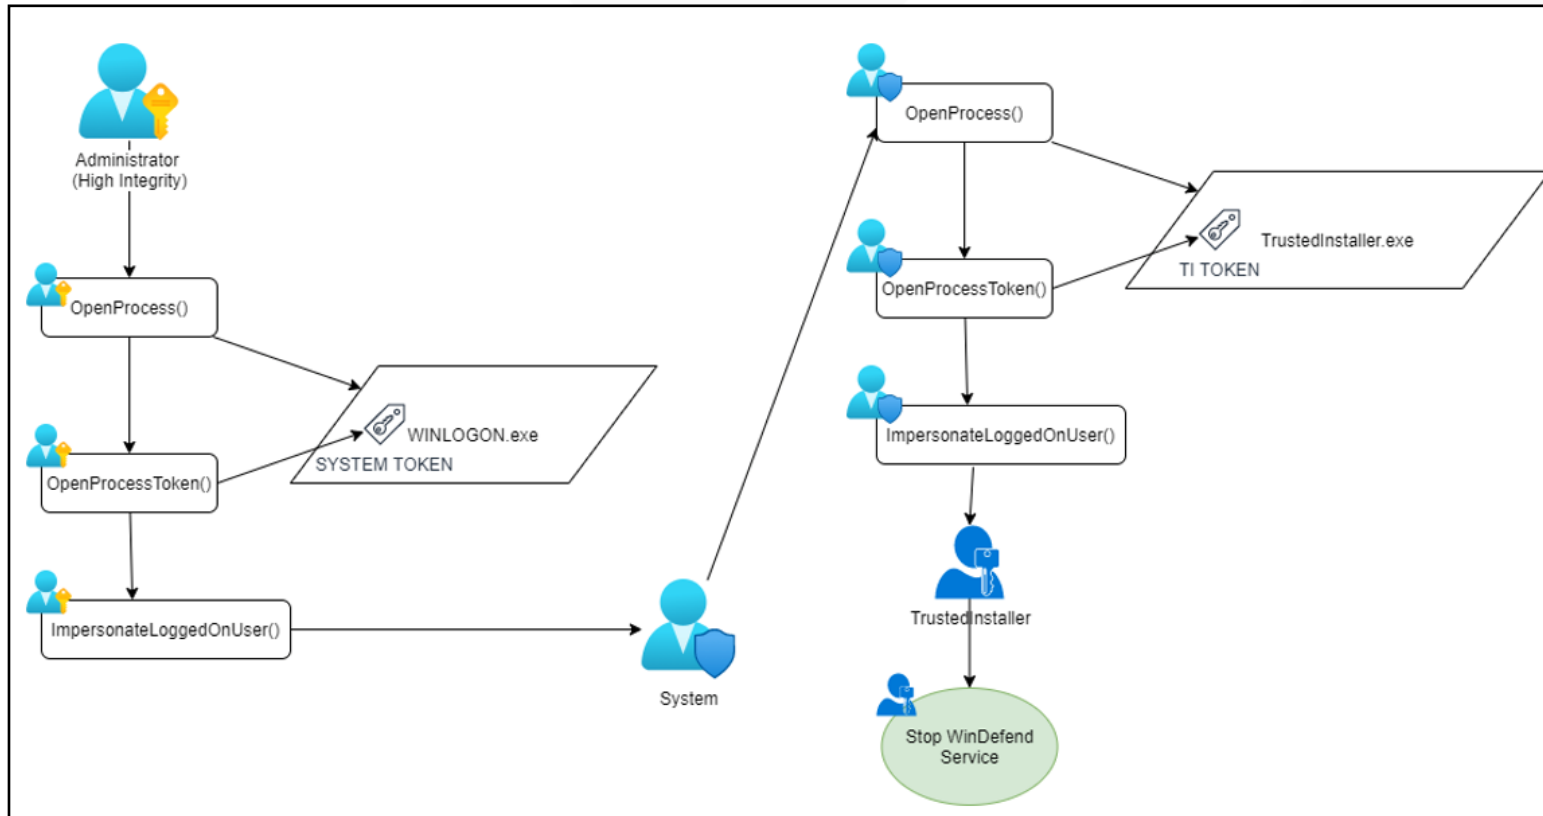 Administrator
(High Integrity)
OpenProcess()
WINLOGON.exe
SYSTEM TOKEN
OpenProcessToken()
ImpersonateLoggedOnUser()
System
OpenProcess()
TrustedInstaller.exe
TI TOKEN
OpenProcessToken()
ImpersonateLoggedOnUser()
TrustedInstaller
Stop WinDefend
Service